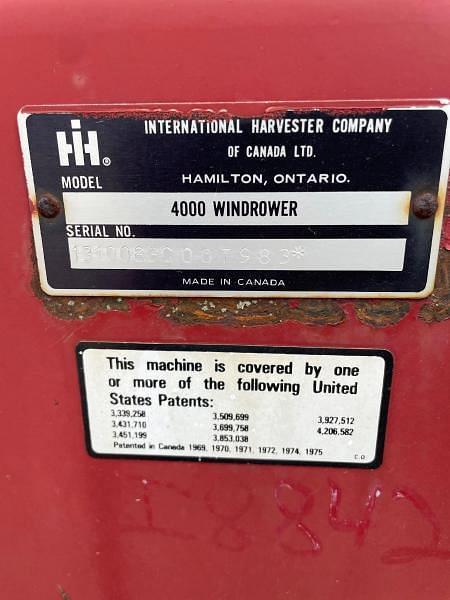 IH®
INTERNATIONAL HARVESTER COMPANY
OF CANADA LTD.
HAMILTON, ONTARIO.
MODEL
4000 WINDROWER
SERIAL NO.
MADE IN CANADA
This machine is covered by one
or more of the following United
States Patents:
3,339,258 3,509,699 3,927,512
3,431,710 3,699,758 4,206,582
3,451,199 3,853,038
Patented in Canada 1969, 1970, 1971, 1972, 1974, 1975
C.O
I8842